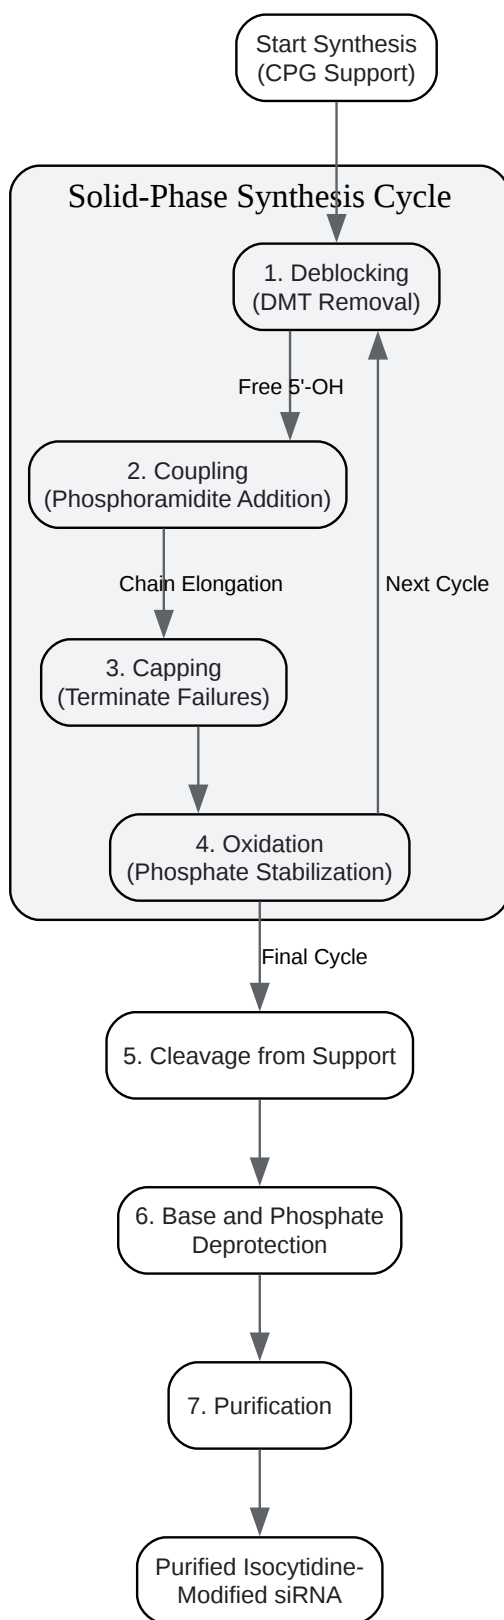 Start Synthesis
(CPG Support)
Solid-Phase Synthesis Cycle
1. Deblocking
(DMT Removal)
Free 5'-OH
2. Coupling
(Phosphoramidite Addition)
Chain Elongation
Next Cycle
3. Capping
(Terminate Failures)
4. Oxidation
(Phosphate Stabilization)
Final Cycle
5. Cleavage from Support
6. Base and Phosphate
Deprotection
7. Purification
Purified Isocytidine-
Modified siRNA